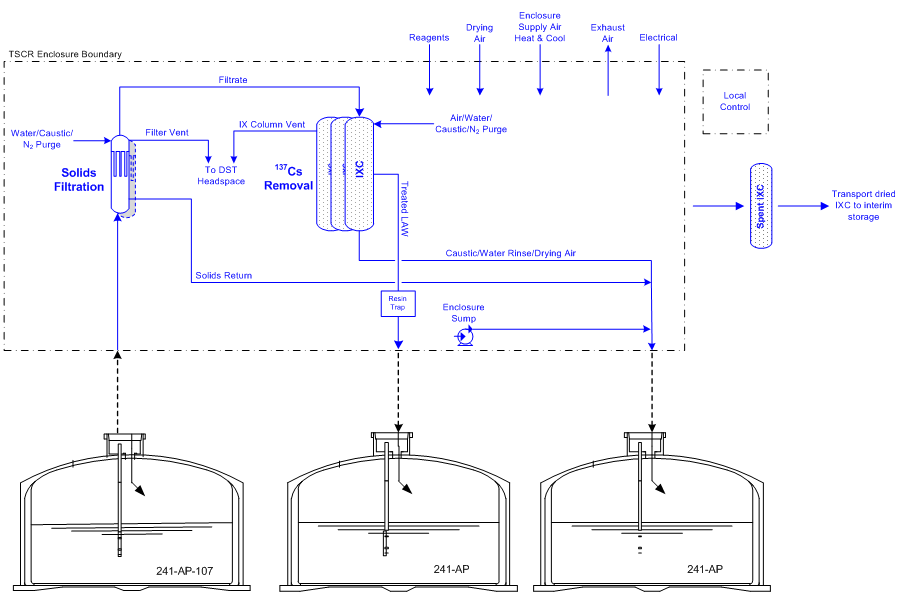 Enclosure
Supply Air
Heat & Cool
Drying
Air
Exhaust
Air
Reagents
Electrical
TSCR Enclosure Boundary
Filtrate
Local
Control
Water/Caustic/
N2 Purge
Filter Vent
IX Column Vent
Air/Water/
Caustic/N2 Purge
Solids
Filtration
To DST
Headspace
137Cs
Removal
IXC
Treated LAW
Spent IXC
Transport dried
IXC to interim
storage
Caustic/Water Rinse/Drying Air
Solids Return
Resin
Trap
Enclosure
Sump
241-AP-107
241-AP
241-AP